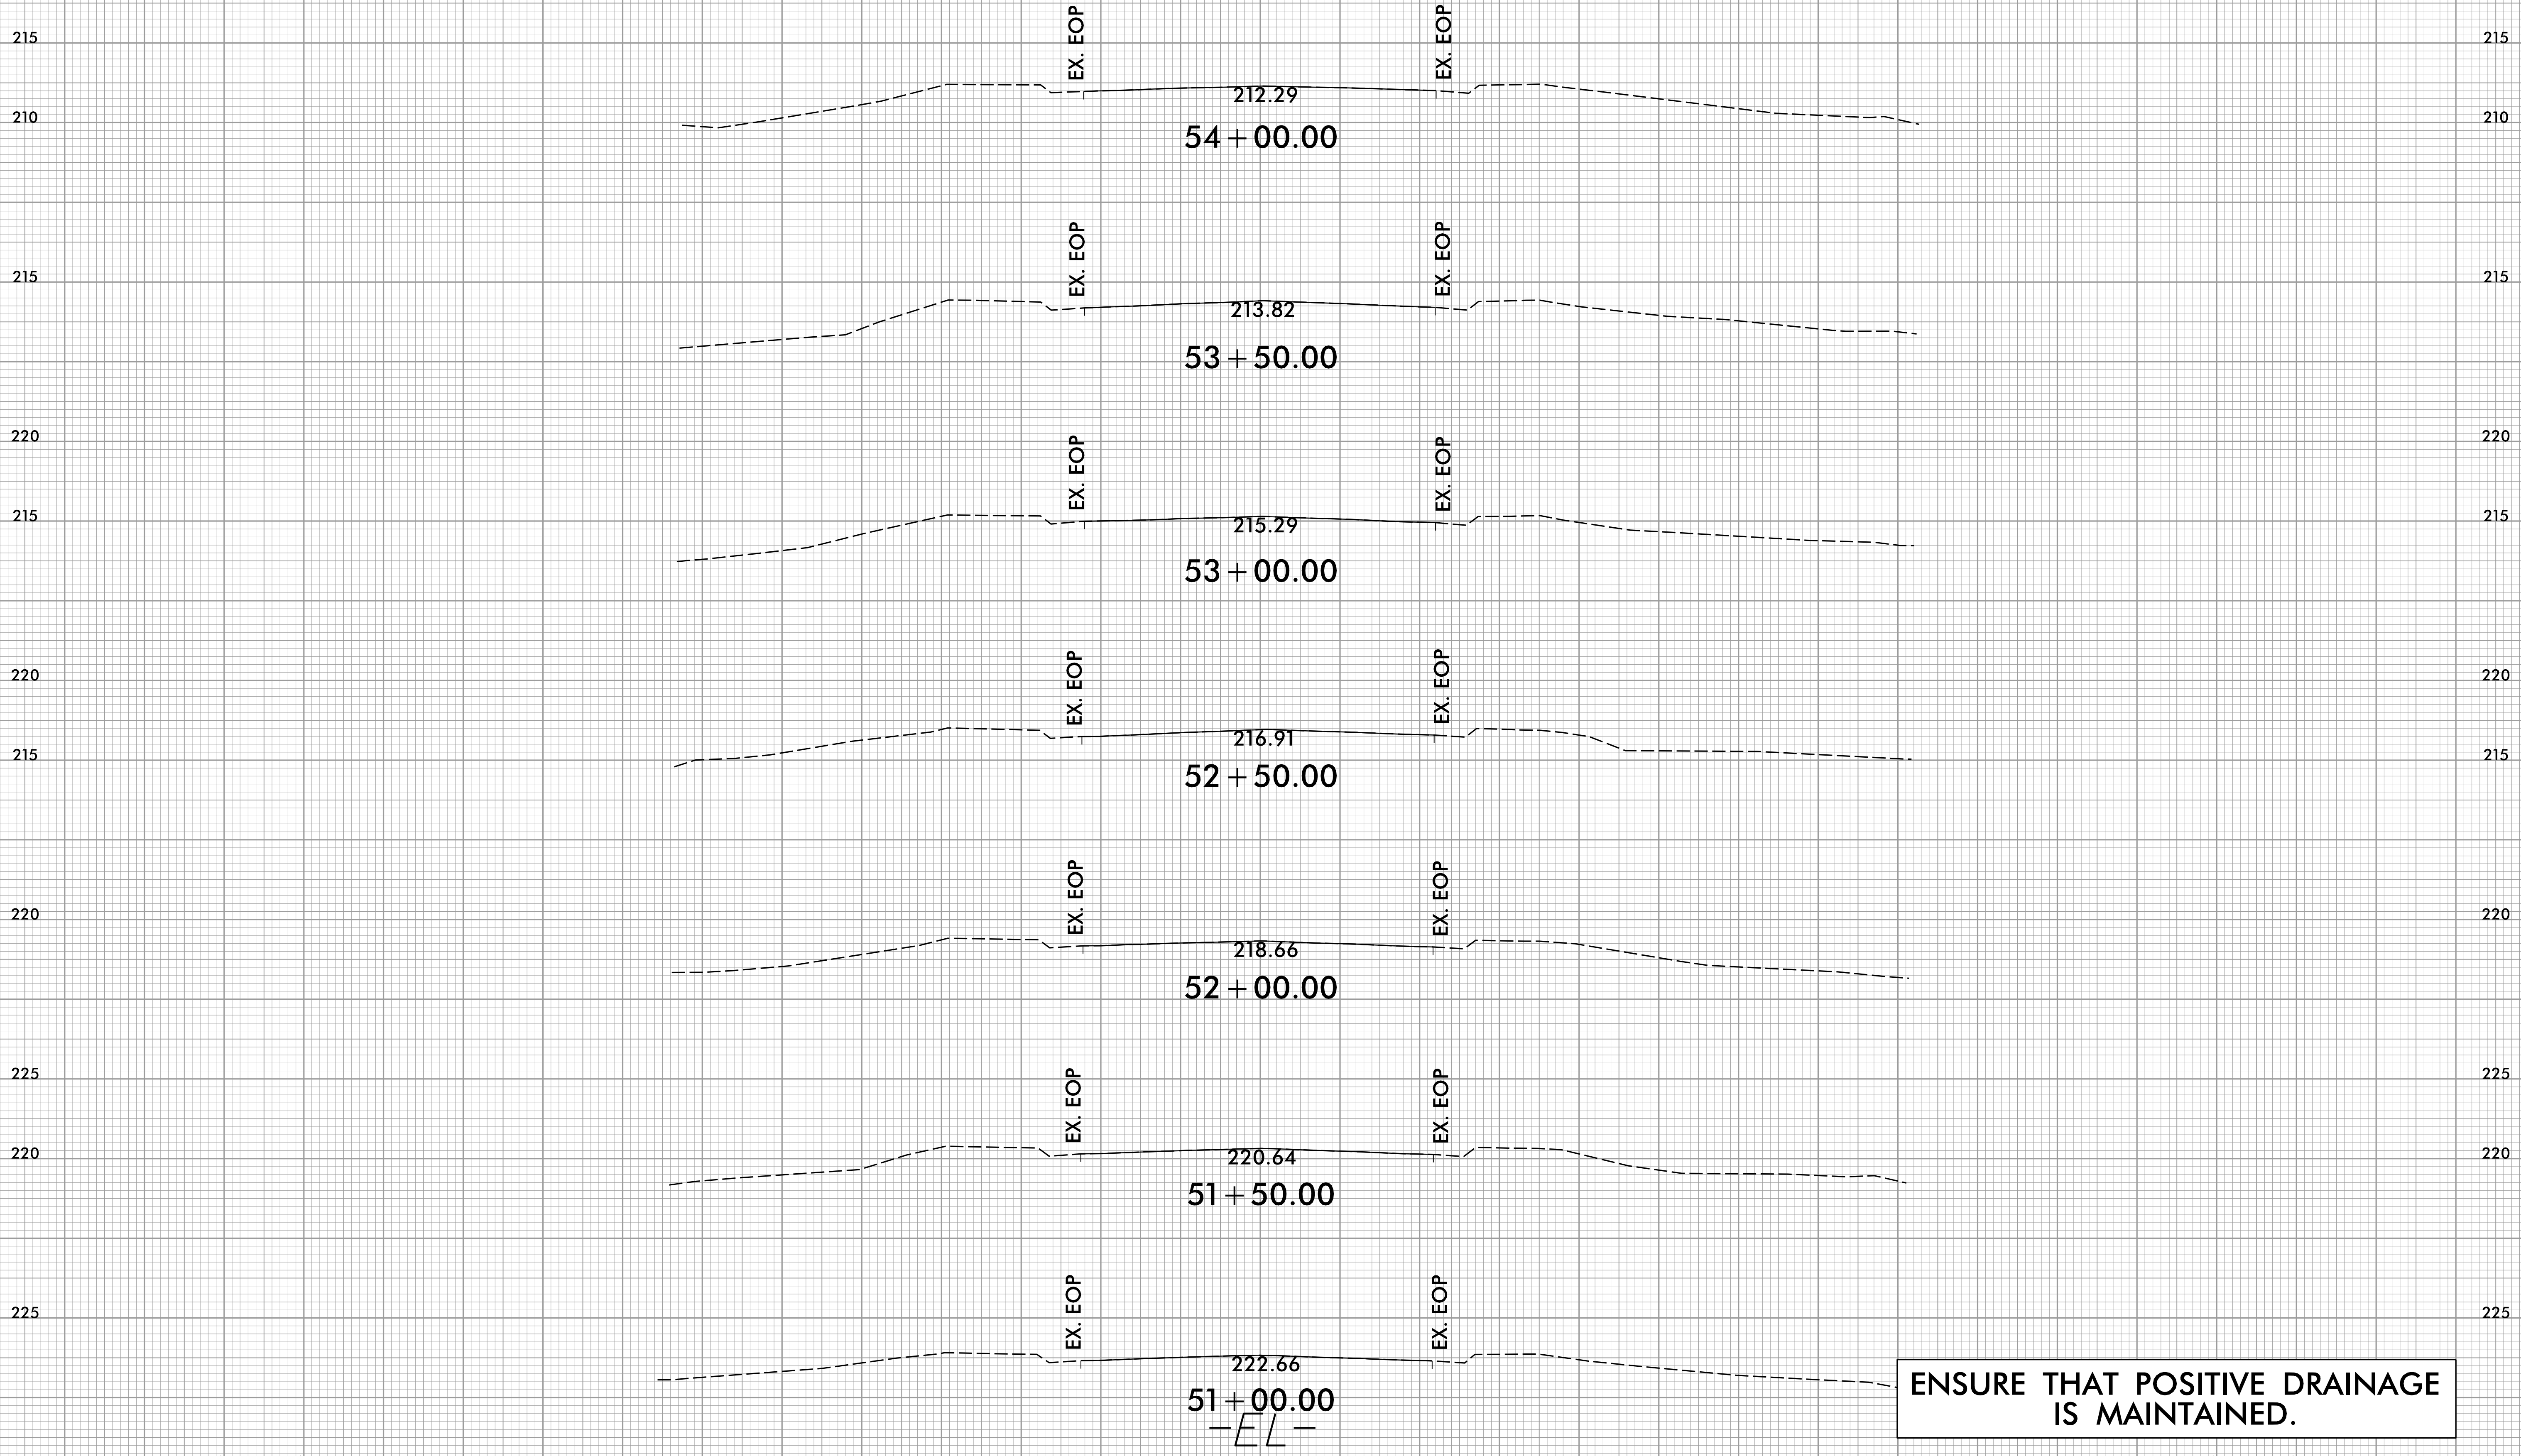 EX. EOP EX. EOP
215 215
212.29
210 210
54+00.00
EX. EOP EX. EOP
215 215
213.82
53+50.00
220 220
EX. EOP EX. EOP
215 215
215.29
53+00.00
EX. EOP EX. EOP
220 220
216.91
215 215
52+50.00
EX. EOP EX. EOP
220 220
218.66
52+00.00
225 225
EX. EOP EX. EOP
220 220
220.64
51+50.00
EX. EOP EX. EOP
225 225
222.66
51+00.00
-EL-
ENSURE THAT POSITIVE DRAINAGE
IS MAINTAINED.